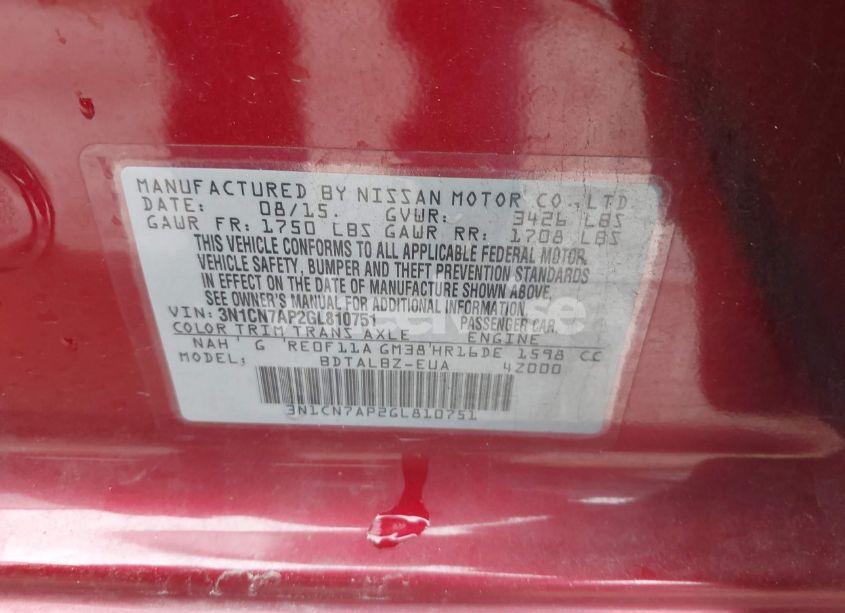 MANUFACTURED BY NISSAN MOTOR CO., LTD
DATE: 08/15. GVWR: 3426 LBS
GAWR FR: 1750 LBS GAWR RR: 1708 LBS
THIS VEHICLE CONFORMS TO ALL APPLICABLE FEDERAL MOTOR
VEHICLE SAFETY, BUMPER AND THEFT PREVENTION STANDARDS
IN EFFECT ON THE DATE OF MANUFACTURE SHOWN ABOVE.
SEE OWNER'S MANUAL FOR ADDITIONAL INFORMATION.
VIN: 3N1CN7AP2GL810751 PASSENGER CAR
COLOR TRIM TRANS AXLE ENGINE
NAH G RE0F11A GM38 HR16DE 1598 CC
MODEL: BDTALBZ-EUA 4Z000
3N1CN7AP2GL810751